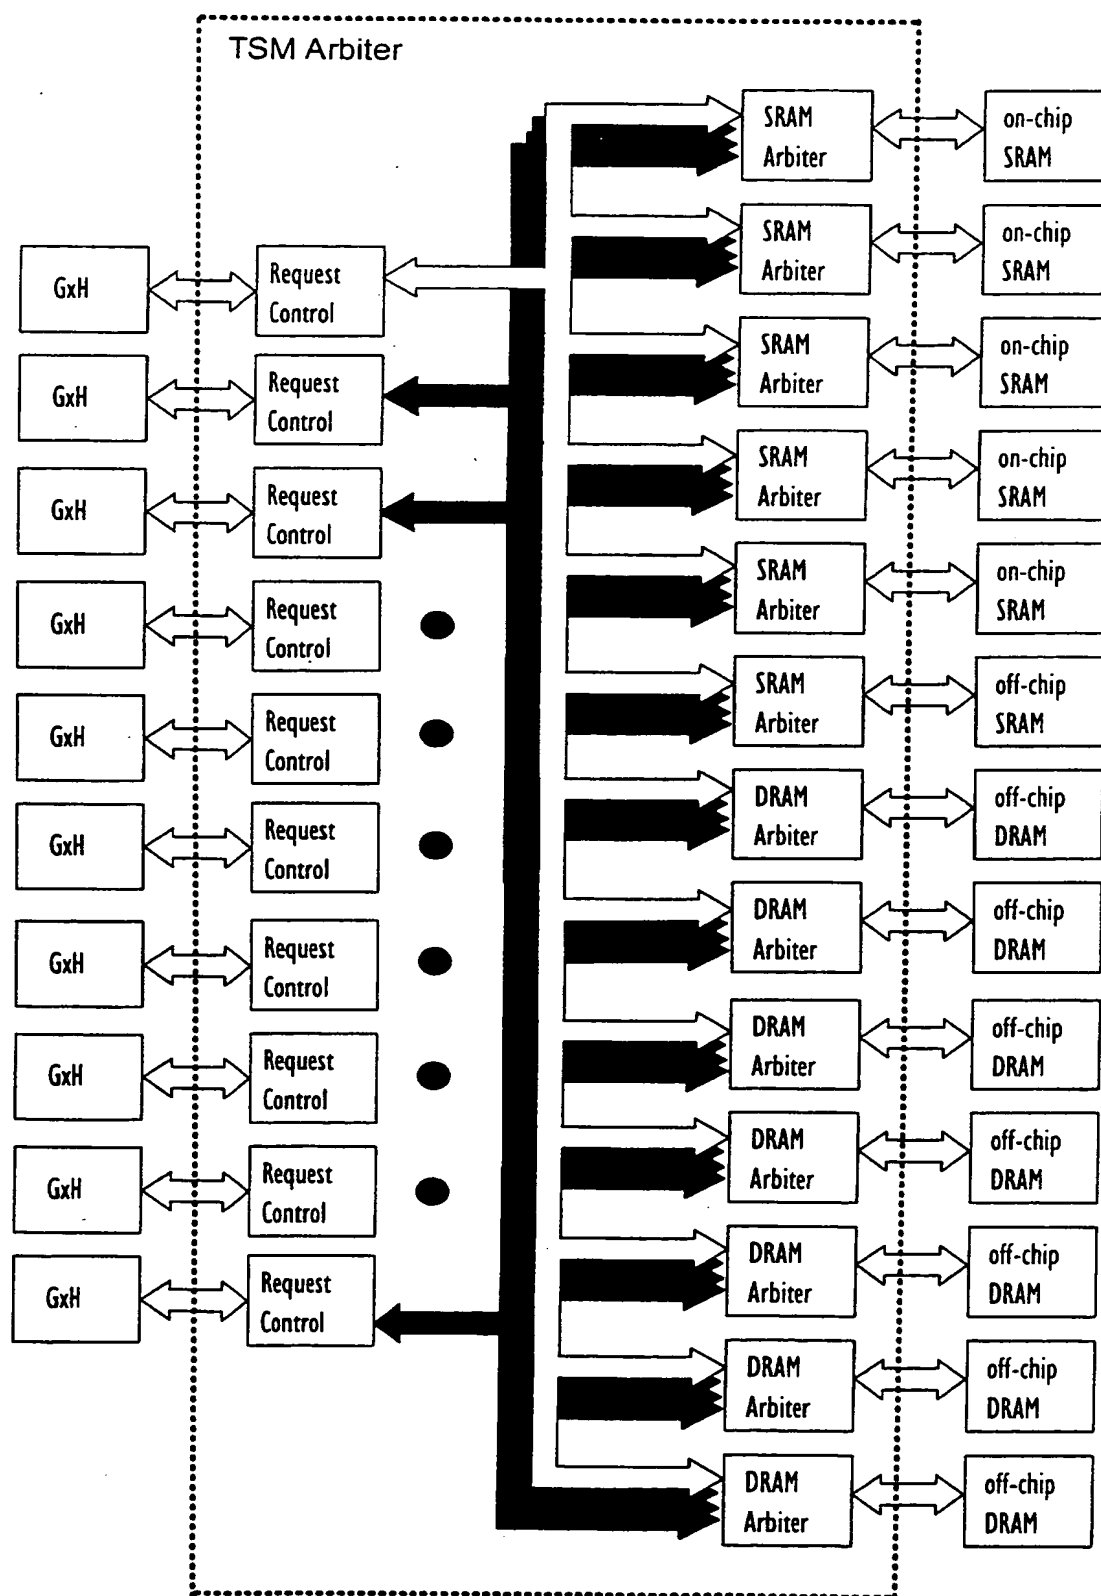 TSM Arbiter
GxH
Request
Control
GxH
Request
Control
GxH
Request
Control
GxH
Request
Control
GxH
Request
Control
GxH
Request
Control
GxH
Request
Control
GxH
Request
Control
GxH
Request
Control
GxH
Request
Control
SRAM
Arbiter
on-chip
SRAM
SRAM
Arbiter
on-chip
SRAM
SRAM
Arbiter
on-chip
SRAM
SRAM
Arbiter
on-chip
SRAM
SRAM
Arbiter
on-chip
SRAM
SRAM
Arbiter
off-chip
SRAM
DRAM
Arbiter
off-chip
DRAM
DRAM
Arbiter
off-chip
DRAM
DRAM
Arbiter
off-chip
DRAM
DRAM
Arbiter
off-chip
DRAM
DRAM
Arbiter
off-chip
DRAM
DRAM
Arbiter
off-chip
DRAM
DRAM
Arbiter
off-chip
DRAM